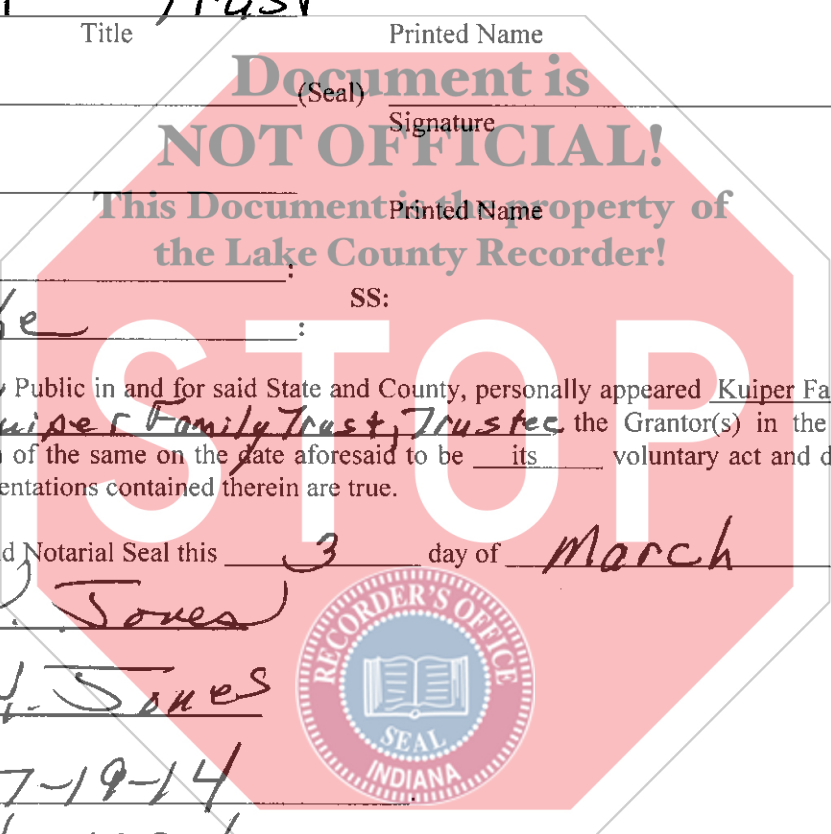 Trust
Title Printed Name
Document is
(Seal)
Signature
NOT OFFICIAL!
This Document is the property of
Printed Name
the Lake County Recorder!
:
SS:
ke :
STOP
Public in and for said State and County, personally appeared Kuiper Fa
uiper Family Trust, Trustee the Grantor(s) in the
of the same on the date aforesaid to be its voluntary act and d
entations contained therein are true.
d Notarial Seal this 3 day of March
. Jones
. Jones
RECORDER'S OFFICE
SEAL
INDIANA
7-19-14